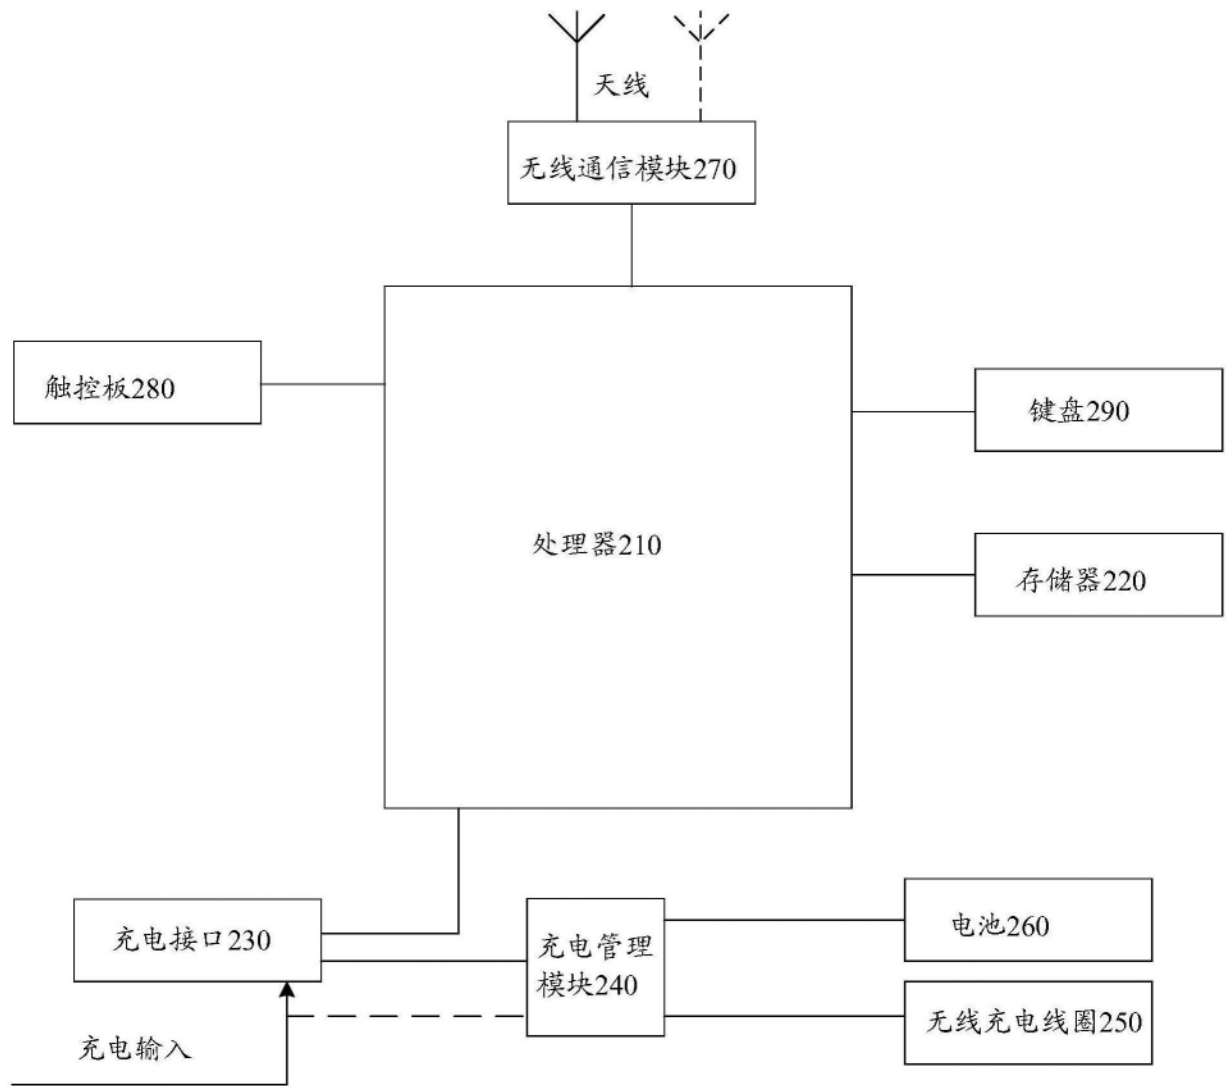 天线
无线通信模块270
触控板280
键盘290
处理器210
存储器220
充电接口230
充电管理
模块240
电池260
无线充电线圈250
充电输入